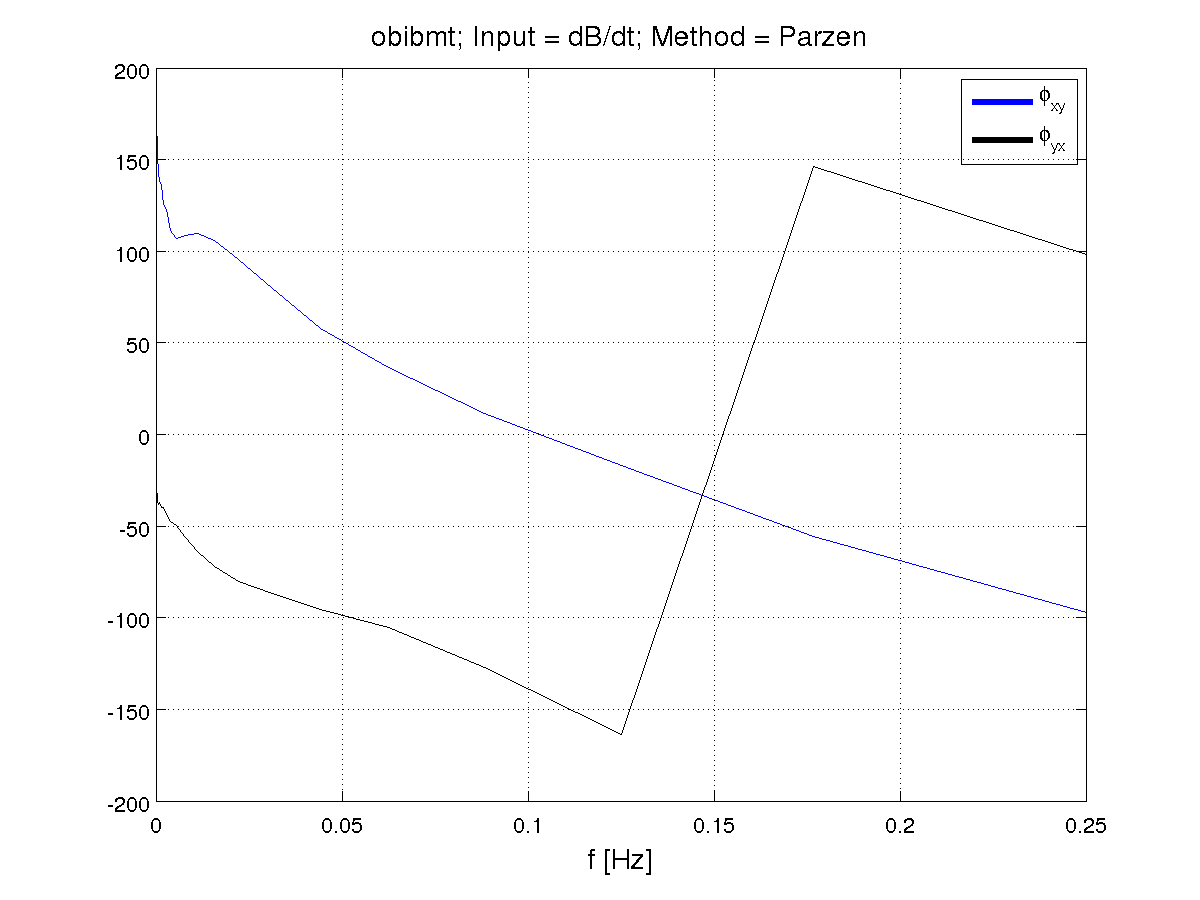 obibmt; Input = dB/dt; Method = Parzen
200
150
100
50
0
-50
-100
-150
-200
0 0.05 0.1 0.15 0.2 0.25
f [Hz]
ϕxy
ϕyx